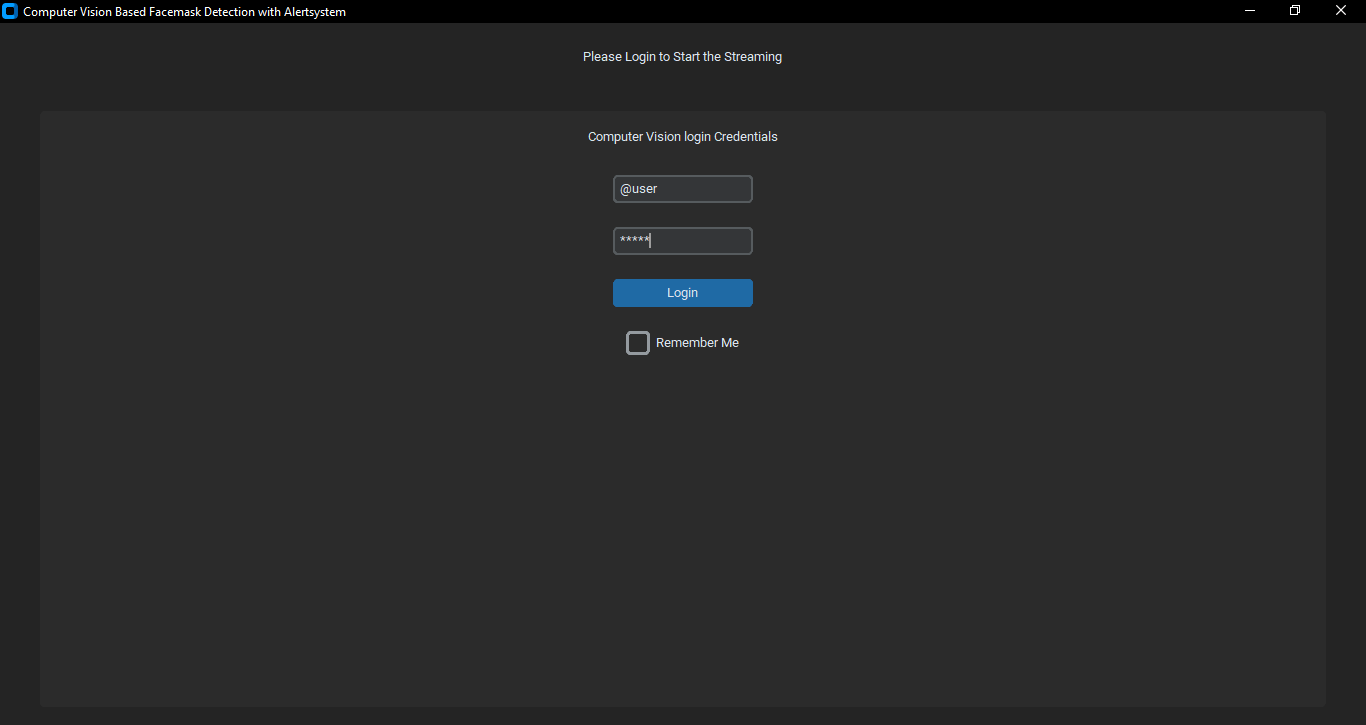 Computer Vision Based Facemask Detection with Alertsystem
Please Login to Start the Streaming
Computer Vision login Credentials
@user
*****
Login
Remember Me